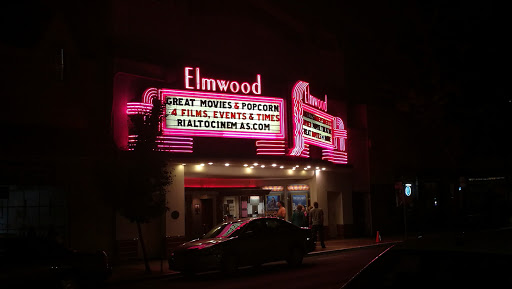 Elmwood
GREAT MOVIES & POPCORN
4 FILMS, EVENTS & TIMES
RIALTOCINEMAS.COM
Elmwood